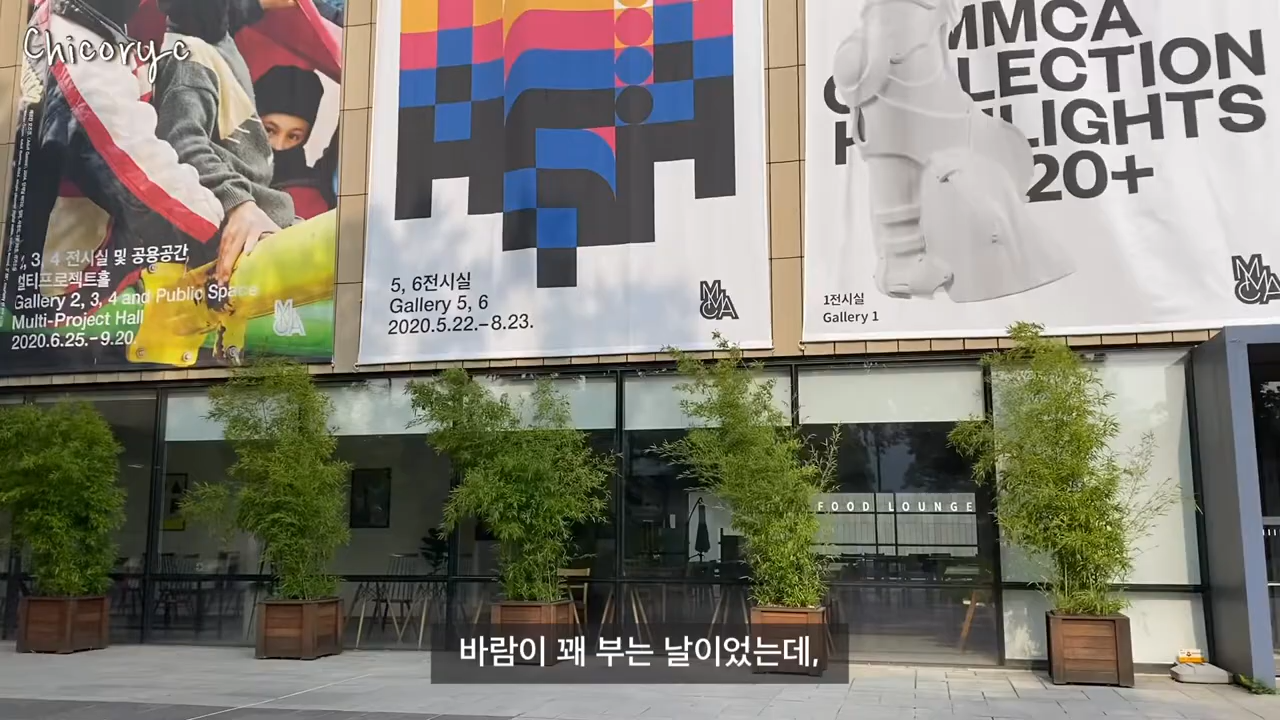 Chicory.c
3, 4 전시실 및 공용공간,
멀티프로젝트홀
Gallery 2, 3, 4 and Public Space
Multi-Project Hall
2020.6.25.–9.20.
5, 6전시실
Gallery 5, 6
2020.5.22.–8.23.
MMCA
MMCA
LECTION
LIGHTS
20+
1전시실
Gallery 1
MMCA
FOOD LOUNGE
바람이 꽤 부는 날이었는데,